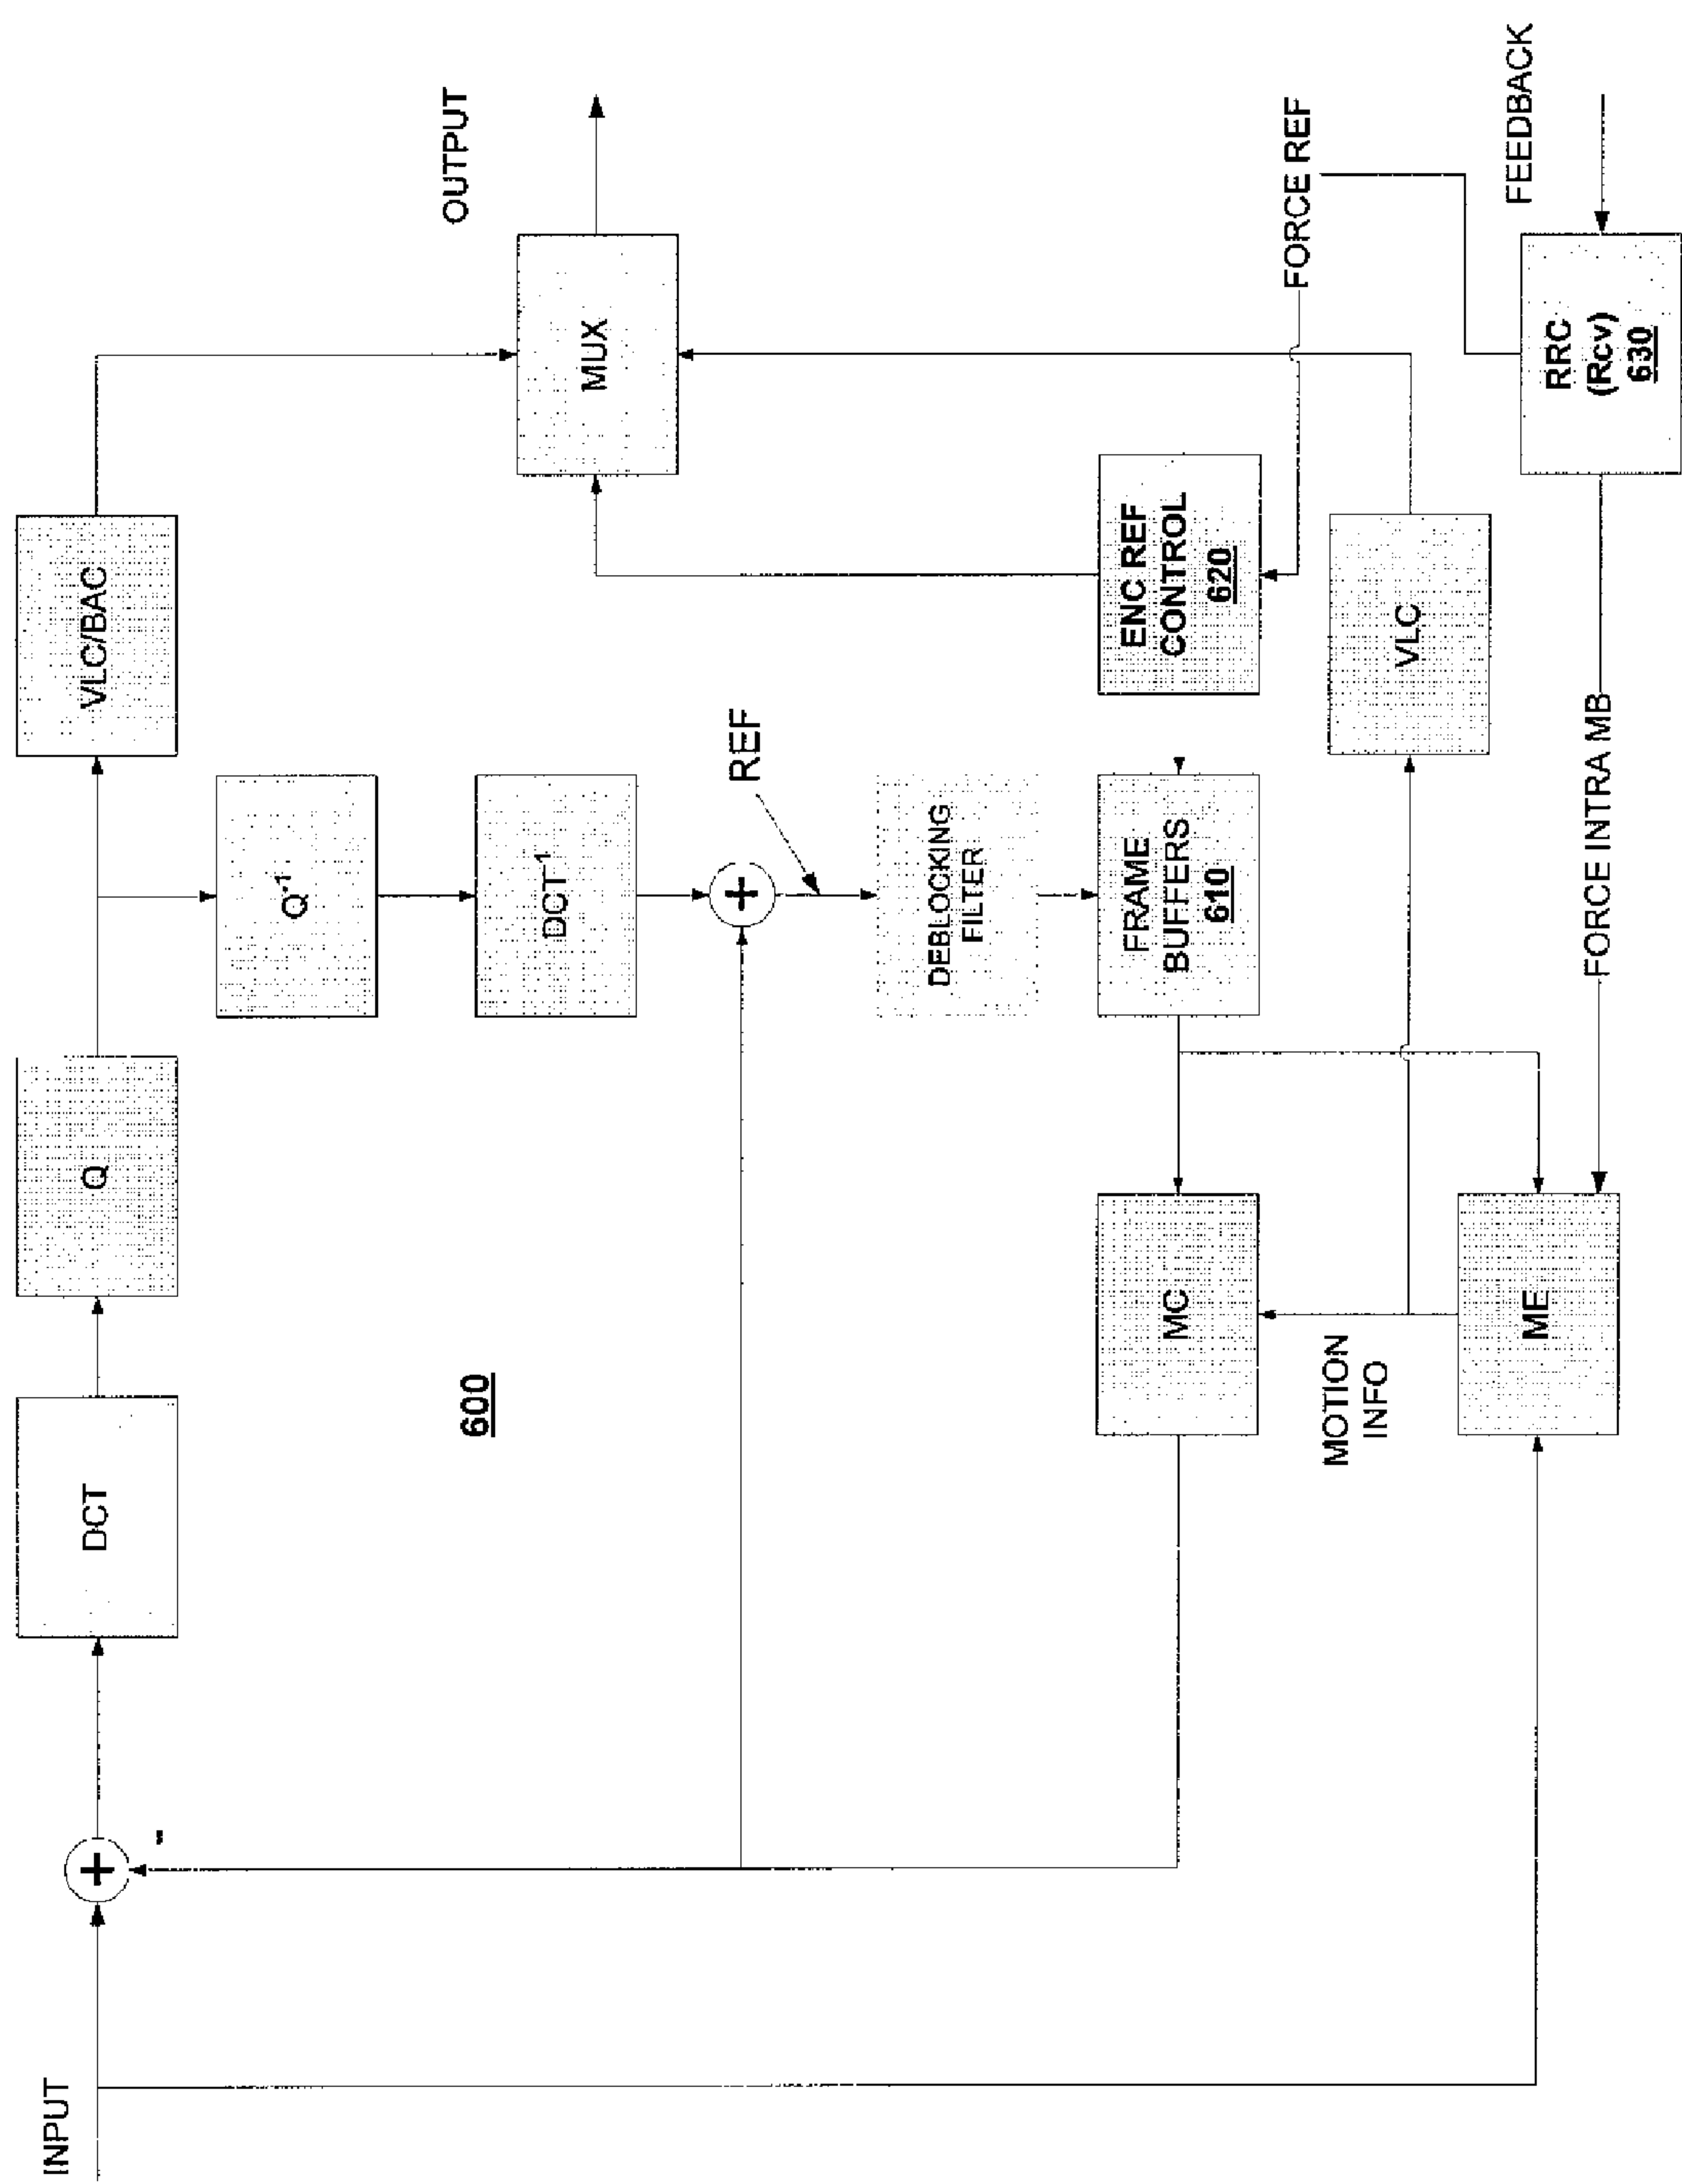 INPUT
+
-
DCT
Q
VLC/BAC
Q-1
DCT-1
+
REF
MUX
OUTPUT
600
DEBLOCKING
FILTER
FRAME
BUFFERS
610
ENC REF
CONTROL
620
FORCE REF
MC
MOTION
INFO
ME
VLC
FORCE INTRA MB
RRC
(Rcv)
630
FEEDBACK